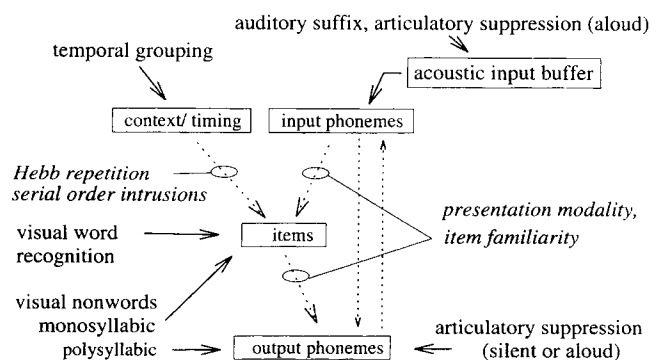 auditory suffix, articulatory suppression (aloud)
temporal grouping
acoustic input buffer
context/ timing
input phonemes
Hebb repetition
serial order intrusions
presentation modality,
item familiarity
items
visual word
recognition
visual nonwords
monosyllabic
polysyllabic
output phonemes
articulatory suppression
(silent or aloud)